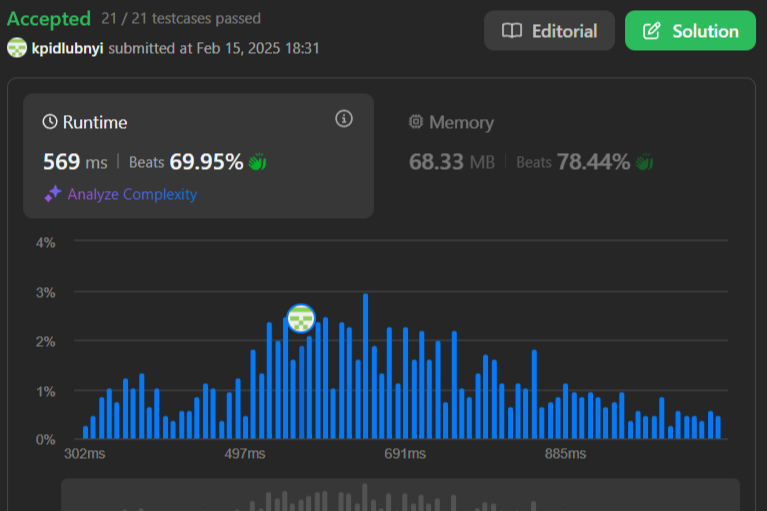 Accepted 21 / 21 testcases passed
Editorial
Solution
kpidlubnyi submitted at Feb 15, 2025 18:31
Runtime
569 ms | Beats 69.95%
Analyze Complexity
Memory
68.33 MB | Beats 78.44%
4%
3%
2%
1%
0%
302ms 497ms 691ms 885ms